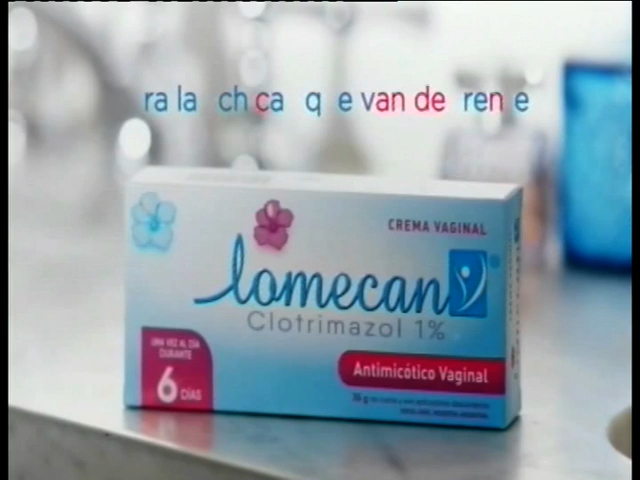 ra la ch ca q e van de ren e
CREMA VAGINAL
lomecan V®
Clotrimazol 1%
UNA VEZ AL DÍA
DURANTE
6 DÍAS
Antimicótico Vaginal